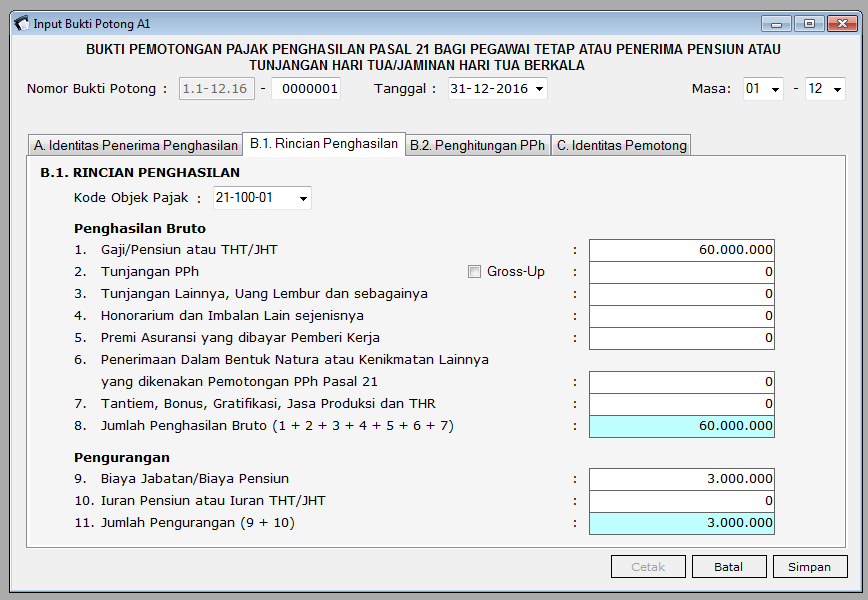 Input Bukti Potong A1
BUKTI PEMOTONGAN PAJAK PENGHASILAN PASAL 21 BAGI PEGAWAI TETAP ATAU PENERIMA PENSIUN ATAU
TUNJANGAN HARI TUA/JAMINAN HARI TUA BERKALA
Nomor Bukti Potong : 1.1-12.16 - 0000001 Tanggal : 31-12-2016 Masa: 01 - 12
A. Identitas Penerima Penghasilan B.1. Rincian Penghasilan B.2. Penghitungan PPh C. Identitas Pemotong
B.1. RINCIAN PENGHASILAN
Kode Objek Pajak : 21-100-01
Penghasilan Bruto
1. Gaji/Pensiun atau THT/JHT : 60.000.000
2. Tunjangan PPh Gross-Up : 0
3. Tunjangan Lainnya, Uang Lembur dan sebagainya : 0
4. Honorarium dan Imbalan Lain sejenisnya : 0
5. Premi Asuransi yang dibayar Pemberi Kerja : 0
6. Penerimaan Dalam Bentuk Natura atau Kenikmatan Lainnya
yang dikenakan Pemotongan PPh Pasal 21 : 0
7. Tantiem, Bonus, Gratifikasi, Jasa Produksi dan THR : 0
8. Jumlah Penghasilan Bruto (1 + 2 + 3 + 4 + 5 + 6 + 7) : 60.000.000
Pengurangan
9. Biaya Jabatan/Biaya Pensiun : 3.000.000
10. Iuran Pensiun atau Iuran THT/JHT : 0
11. Jumlah Pengurangan (9 + 10) : 3.000.000
Cetak Batal Simpan